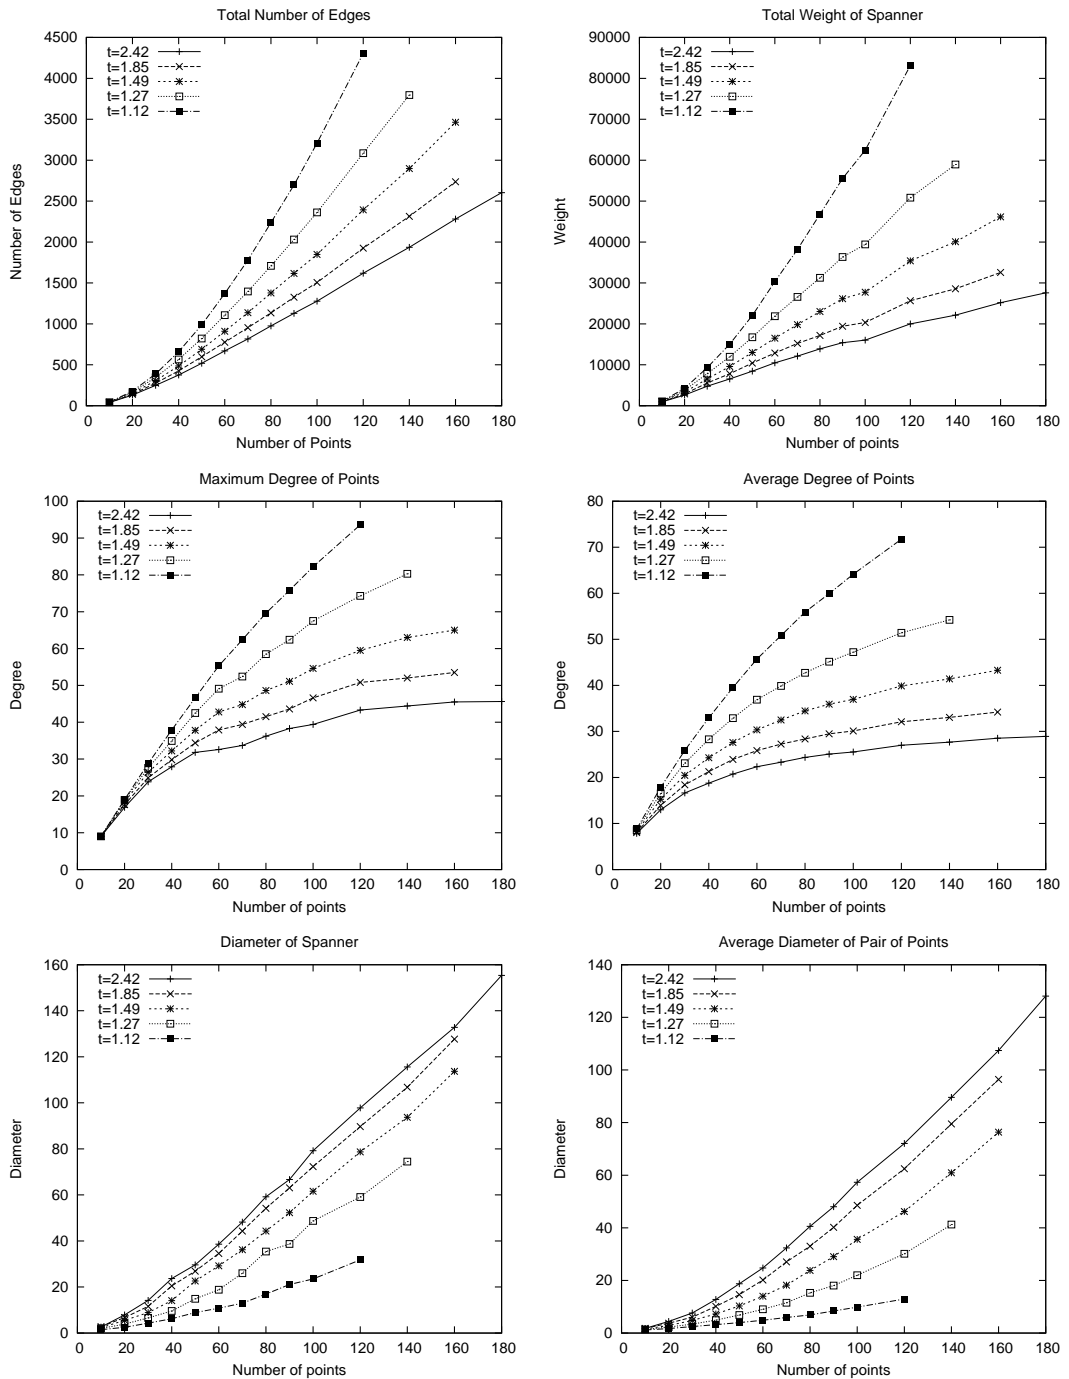 Total Number of Edges
Number of Edges
4500
4000
3500
3000
2500
2000
1500
1000
500
0
t=2.42
t=1.85
t=1.49
t=1.27
t=1.12
0 20 40 60 80 100 120 140 160 180
Number of Points
Total Weight of Spanner
Weight
90000
80000
70000
60000
50000
40000
30000
20000
10000
0
t=2.42
t=1.85
t=1.49
t=1.27
t=1.12
0 20 40 60 80 100 120 140 160 180
Number of points
Maximum Degree of Points
Degree
100
90
80
70
60
50
40
30
20
10
0
t=2.42
t=1.85
t=1.49
t=1.27
t=1.12
0 20 40 60 80 100 120 140 160 180
Number of points
Average Degree of Points
Degree
80
70
60
50
40
30
20
10
0
t=2.42
t=1.85
t=1.49
t=1.27
t=1.12
0 20 40 60 80 100 120 140 160 180
Number of points
Diameter of Spanner
Diameter
160
140
120
100
80
60
40
20
0
t=2.42
t=1.85
t=1.49
t=1.27
t=1.12
0 20 40 60 80 100 120 140 160 180
Number of points
Average Diameter of Pair of Points
Diameter
140
120
100
80
60
40
20
0
t=2.42
t=1.85
t=1.49
t=1.27
t=1.12
0 20 40 60 80 100 120 140 160 180
Number of points